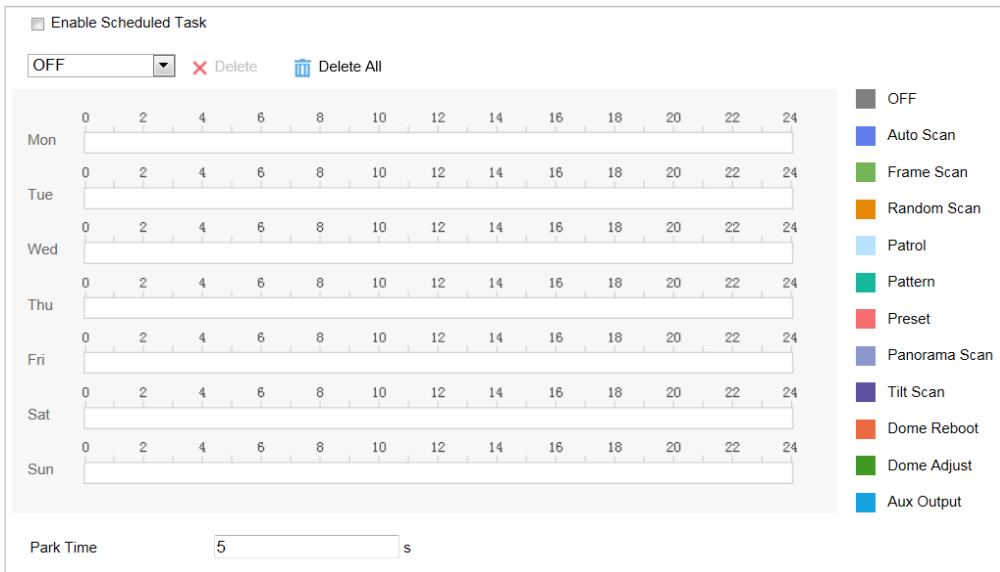 Enable Scheduled Task
OFF Delete Delete All
OFF
Auto Scan
Frame Scan
Random Scan
Patrol
Pattern
Preset
Panorama Scan
Tilt Scan
Dome Reboot
Dome Adjust
Aux Output
0 2 4 6 8 10 12 14 16 18 20 22 24
Mon
0 2 4 6 8 10 12 14 16 18 20 22 24
Tue
0 2 4 6 8 10 12 14 16 18 20 22 24
Wed
0 2 4 6 8 10 12 14 16 18 20 22 24
Thu
0 2 4 6 8 10 12 14 16 18 20 22 24
Fri
0 2 4 6 8 10 12 14 16 18 20 22 24
Sat
0 2 4 6 8 10 12 14 16 18 20 22 24
Sun
Park Time 5 s